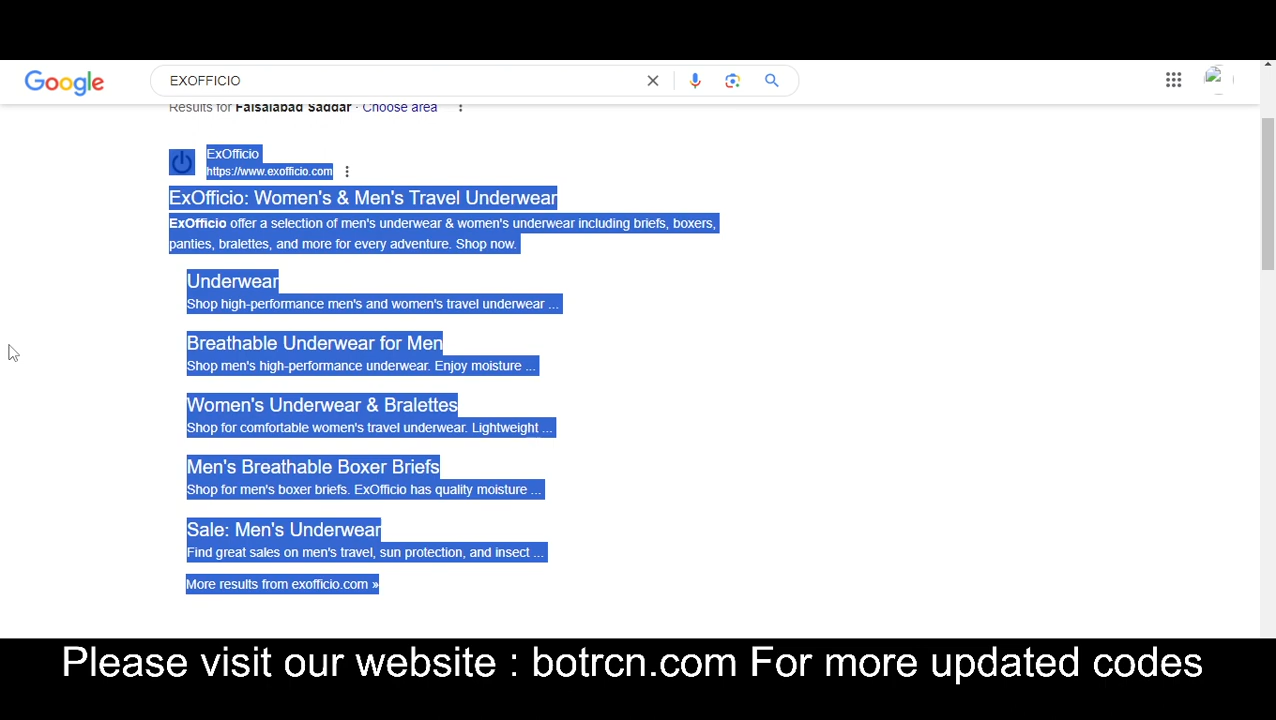 Google
EXOFFICIO
Results for Faisalabad Saddar · Choose area
ExOfficio
https://www.exofficio.com
ExOfficio: Women's & Men's Travel Underwear
ExOfficio offer a selection of men's underwear & women's underwear including briefs, boxers,
panties, bralettes, and more for every adventure. Shop now.
Underwear
Shop high-performance men's and women's travel underwear ...
Breathable Underwear for Men
Shop men's high-performance underwear. Enjoy moisture ...
Women's Underwear & Bralettes
Shop for comfortable women's travel underwear. Lightweight ...
Men's Breathable Boxer Briefs
Shop for men's boxer briefs. ExOfficio has quality moisture ...
Sale: Men's Underwear
Find great sales on men's travel, sun protection, and insect ...
More results from exofficio.com »
Please visit our website : botrcn.com For more updated codes